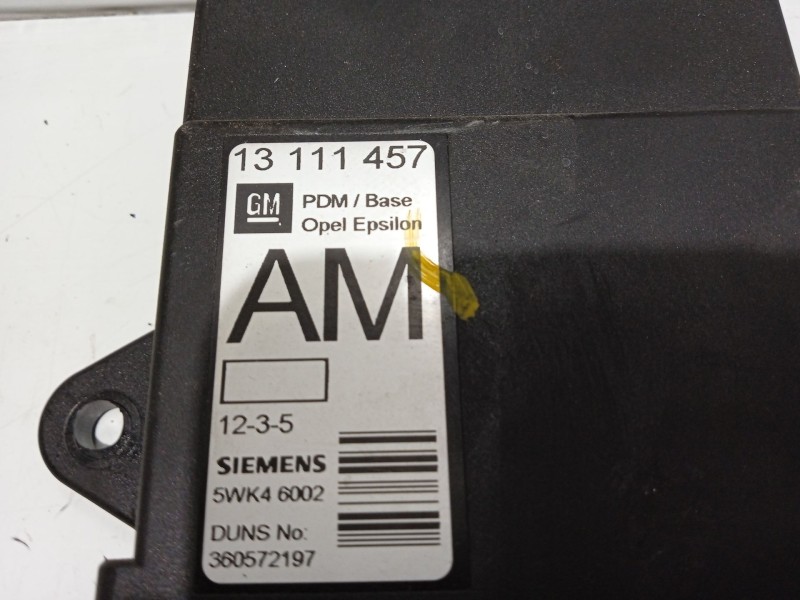 13 111 457
GM
PDM / Base
Opel Epsilon
AM
12-3-5
SIEMENS
5WK4 6002
DUNS No:
360572197